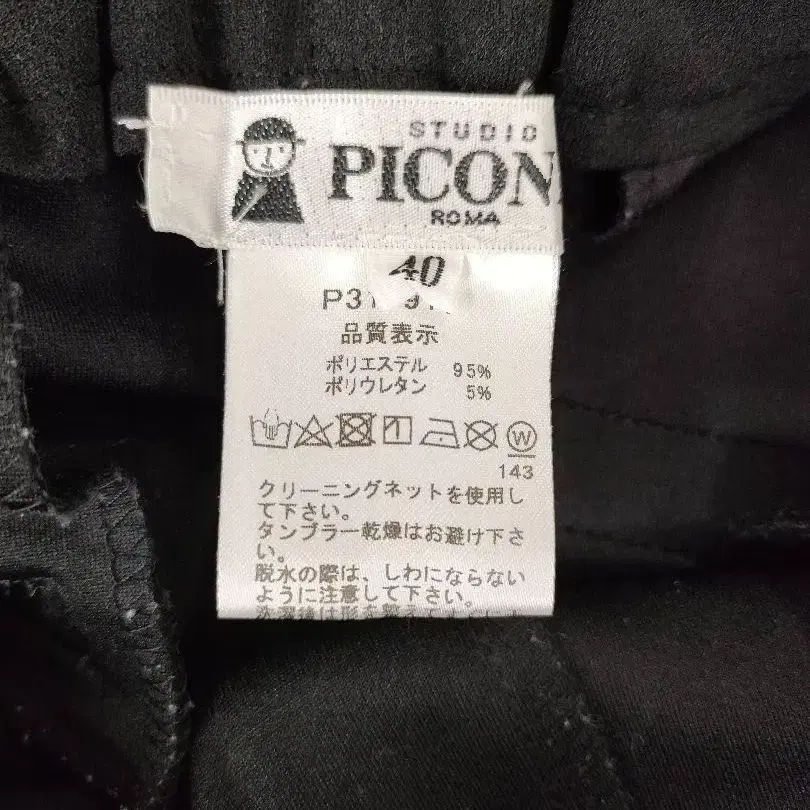 STUDIO
PICON
ROMA
40
品質表示
ポリエステル 95%
ポリウレタン 5%
W
143
クリーニングネットを使用し
て下さい。
タンブラー乾燥はお避け下さ
い。
脱水の際は、しわにならない
ように注意して下さい。